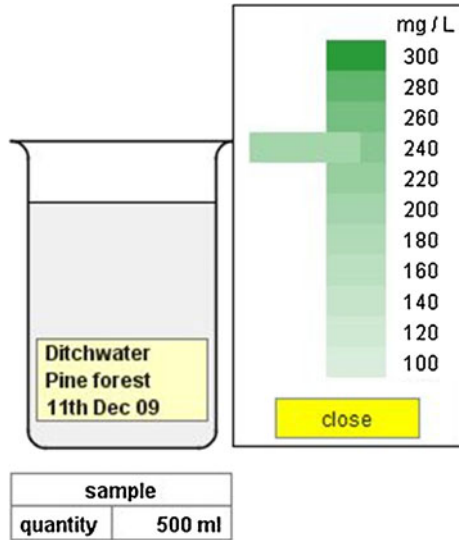 mg / L
300
280
260
240
220
200
180
160
140
120
100
Ditchwater
Pine forest
11th Dec 09
close
sample
quantity 500 ml